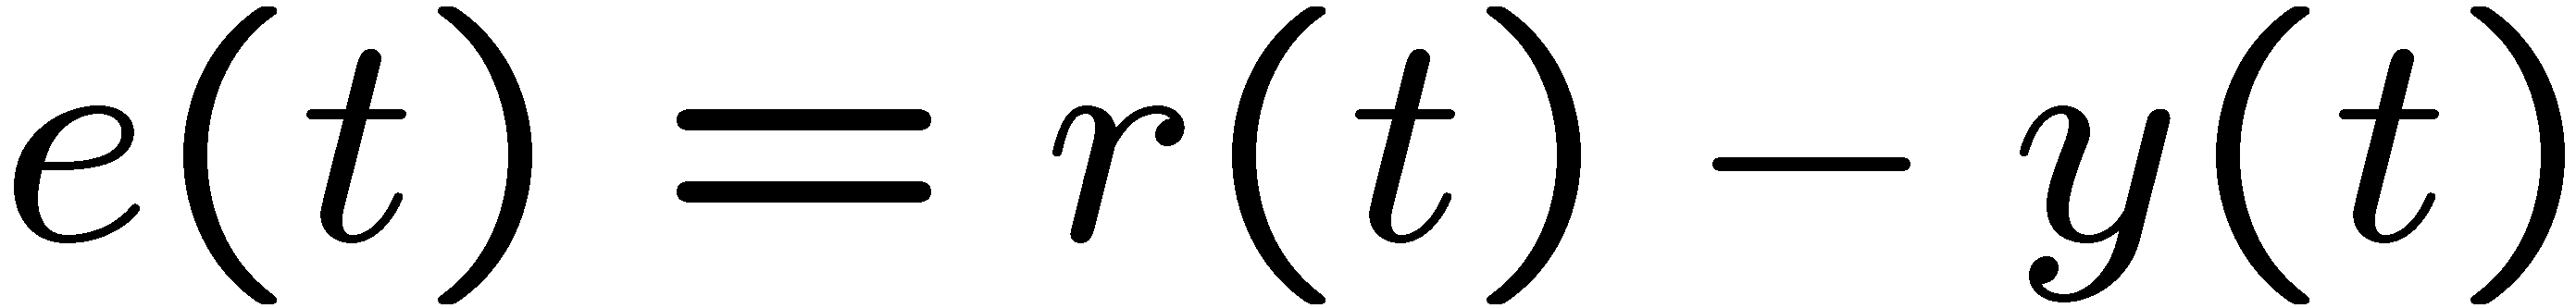 e(t) = r(t) − y(t)